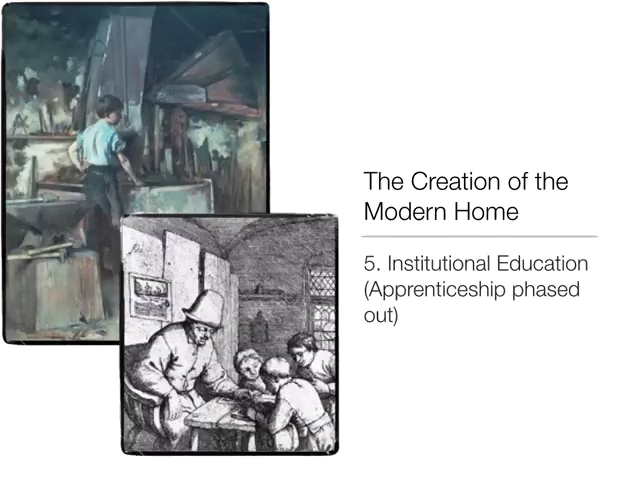 The Creation of the
Modern Home
5. Institutional Education
(Apprenticeship phased
out)